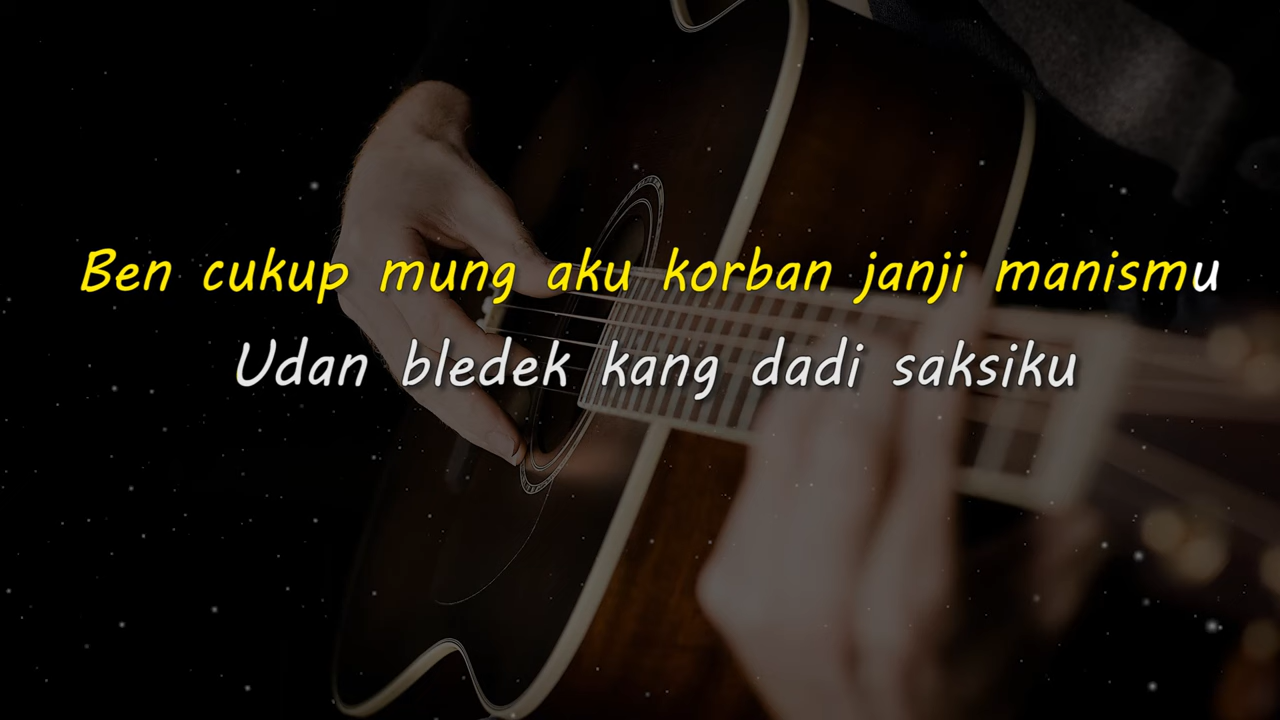 Ben cukup mung aku korban janji manismu
Udan bledek kang dadi saksiku